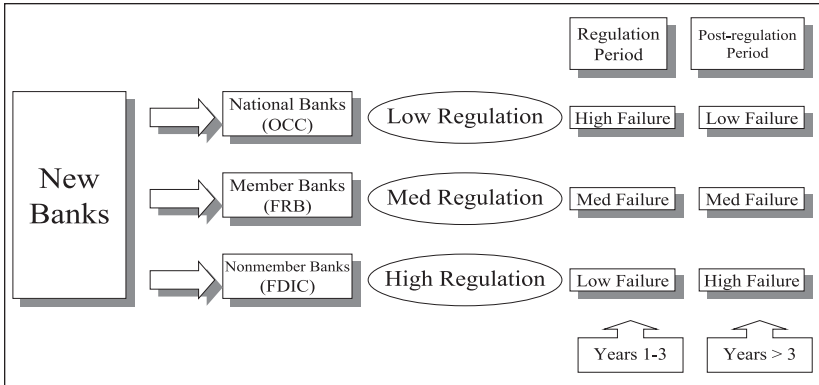 Regulation
Period
Post-regulation
Period
New
Banks
National Banks
(OCC)
Low Regulation
High Failure
Low Failure
Member Banks
(FRB)
Med Regulation
Med Failure
Med Failure
Nonmember Banks
(FDIC)
High Regulation
Low Failure
High Failure
Years 1-3
Years > 3